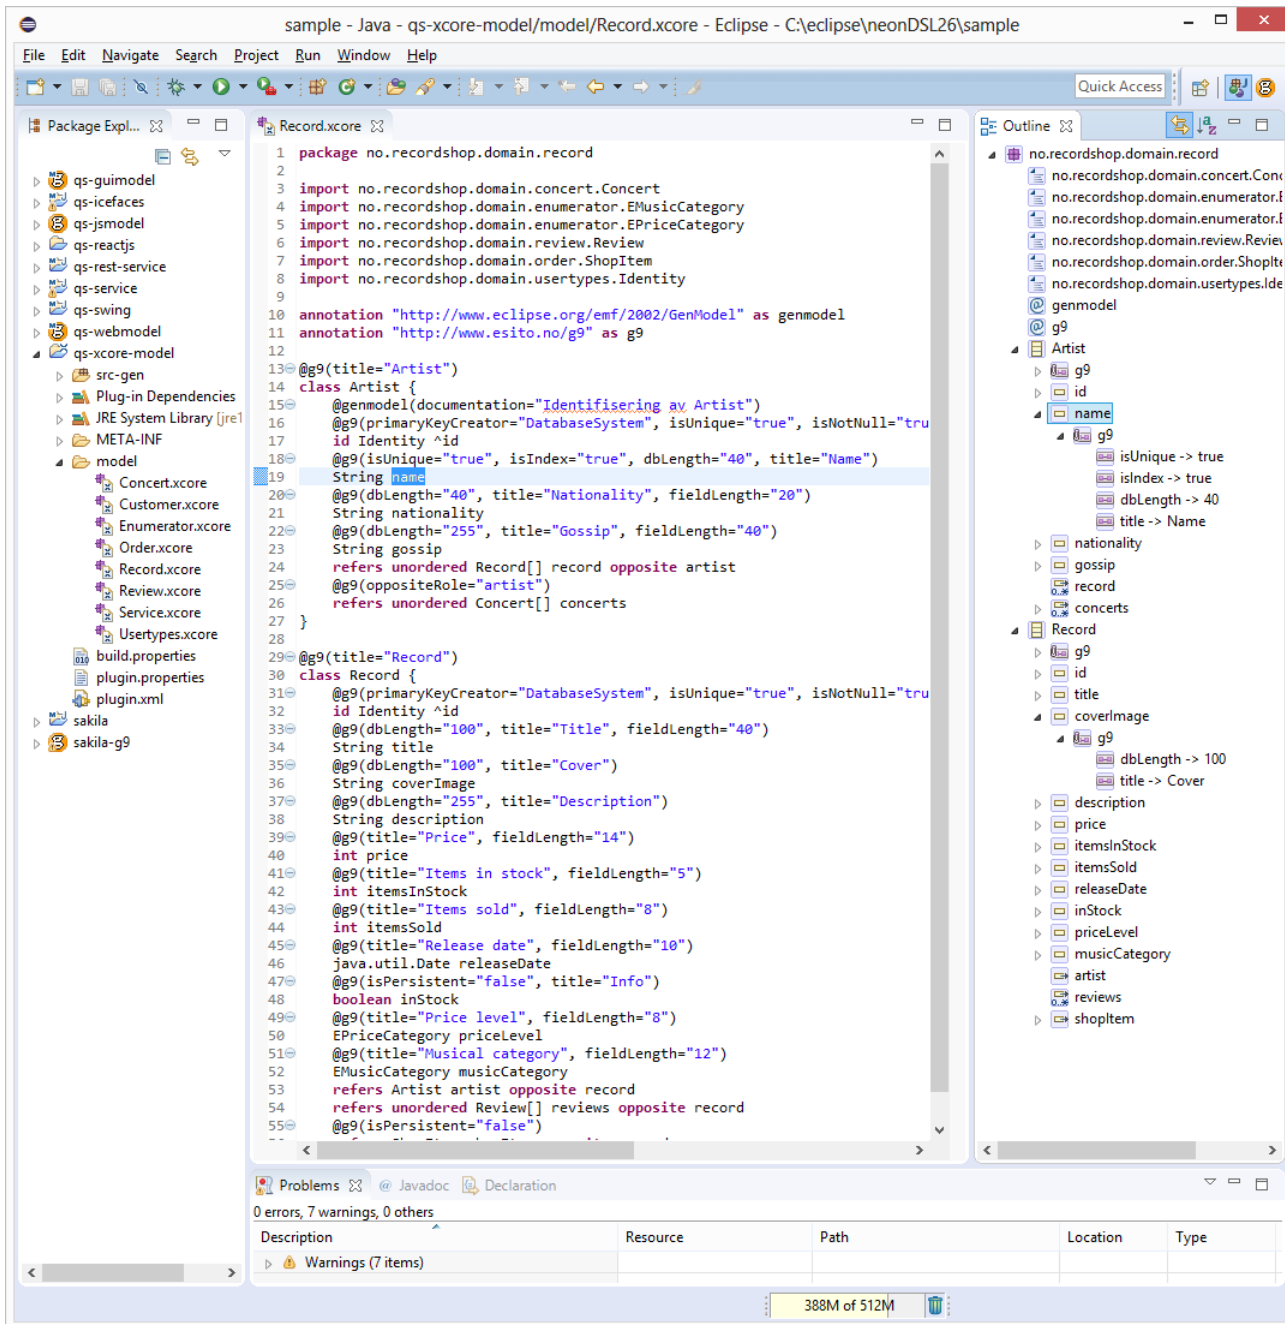 sample - Java - qs-xcore-model/model/Record.xcore - Eclipse - C:\eclipse\neonDSL26\sample
File Edit Navigate Search Project Run Window Help
Quick Access
Package Expl...
qs-guimodel
qs-icefaces
qs-jsmodel
qs-reactjs
qs-rest-service
qs-service
qs-swing
qs-webmodel
qs-xcore-model
src-gen
Plug-in Dependencies
JRE System Library [jre1
META-INF
model
Concert.xcore
Customer.xcore
Enumerator.xcore
Order.xcore
Record.xcore
Review.xcore
Service.xcore
Usertypes.xcore
build.properties
plugin.properties
plugin.xml
sakila
sakila-g9
Record.xcore
1 package no.recordshop.domain.record
2
3 import no.recordshop.domain.concert.Concert
4 import no.recordshop.domain.enumerator.EMusicCategory
5 import no.recordshop.domain.enumerator.EPriceCategory
6 import no.recordshop.domain.review.Review
7 import no.recordshop.domain.order.ShopItem
8 import no.recordshop.domain.usertypes.Identity
9
10 annotation "http://www.eclipse.org/emf/2002/GenModel" as genmodel
11 annotation "http://www.esito.no/g9" as g9
12
13 @g9(title="Artist")
14 class Artist {
15 @genmodel(documentation="Identifisering av Artist")
16 @g9(primaryKeyCreator="DatabaseSystem", isUnique="true", isNotNull="tru
17 id Identity ^id
18 @g9(isUnique="true", isIndex="true", dbLength="40", title="Name")
19 String name
20 @g9(dbLength="40", title="Nationality", fieldLength="20")
21 String nationality
22 @g9(dbLength="255", title="Gossip", fieldLength="40")
23 String gossip
24 refers unordered Record[] record opposite artist
25 @g9(oppositeRole="artist")
26 refers unordered Concert[] concerts
27 }
28
29 @g9(title="Record")
30 class Record {
31 @g9(primaryKeyCreator="DatabaseSystem", isUnique="true", isNotNull="tru
32 id Identity ^id
33 @g9(dbLength="100", title="Title", fieldLength="40")
34 String title
35 @g9(dbLength="100", title="Cover")
36 String coverImage
37 @g9(dbLength="255", title="Description")
38 String description
39 @g9(title="Price", fieldLength="14")
40 int price
41 @g9(title="Items in stock", fieldLength="5")
42 int itemsInStock
43 @g9(title="Items sold", fieldLength="8")
44 int itemsSold
45 @g9(title="Release date", fieldLength="10")
46 java.util.Date releaseDate
47 @g9(isPersistent="false", title="Info")
48 boolean inStock
49 @g9(title="Price level", fieldLength="8")
50 EPriceCategory priceLevel
51 @g9(title="Musical category", fieldLength="12")
52 EMusicCategory musicCategory
53 refers Artist artist opposite record
54 refers unordered Review[] reviews opposite record
55 @g9(isPersistent="false")
Outline
no.recordshop.domain.record
no.recordshop.domain.concert.Conc
no.recordshop.domain.enumerator.E
no.recordshop.domain.enumerator.E
no.recordshop.domain.review.Review
no.recordshop.domain.order.ShopIte
no.recordshop.domain.usertypes.Ide
genmodel
g9
Artist
g9
id
name
g9
isUnique -> true
isIndex -> true
dbLength -> 40
title -> Name
nationality
gossip
record
concerts
Record
g9
id
title
coverImage
g9
dbLength -> 100
title -> Cover
description
price
itemsInStock
itemsSold
releaseDate
inStock
priceLevel
musicCategory
artist
reviews
shopItem
Problems Javadoc Declaration
0 errors, 7 warnings, 0 others
Description Resource Path Location Type
Warnings (7 items)
388M of 512M